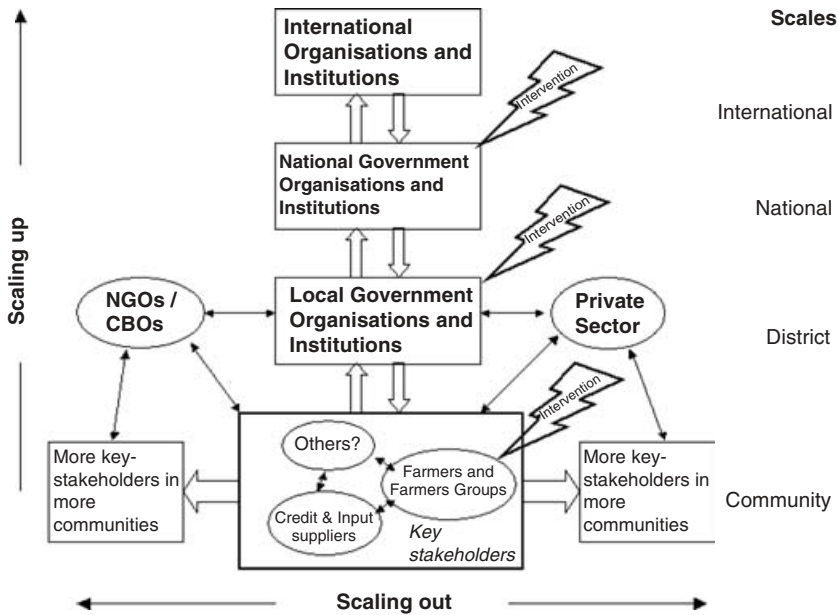 Scales
International
Organisations and
Institutions
Intervention
International
National Government
Organisations and
Institutions
Intervention
National
Scaling up
NGOs /
CBOs
Local Government
Organisations and
Institutions
Private
Sector
District
Intervention
More key-
stakeholders in
more
communities
Others?
Farmers and
Farmers Groups
Credit & Input
suppliers
Key
stakeholders
More key-
stakeholders in
more
communities
Community
Scaling out